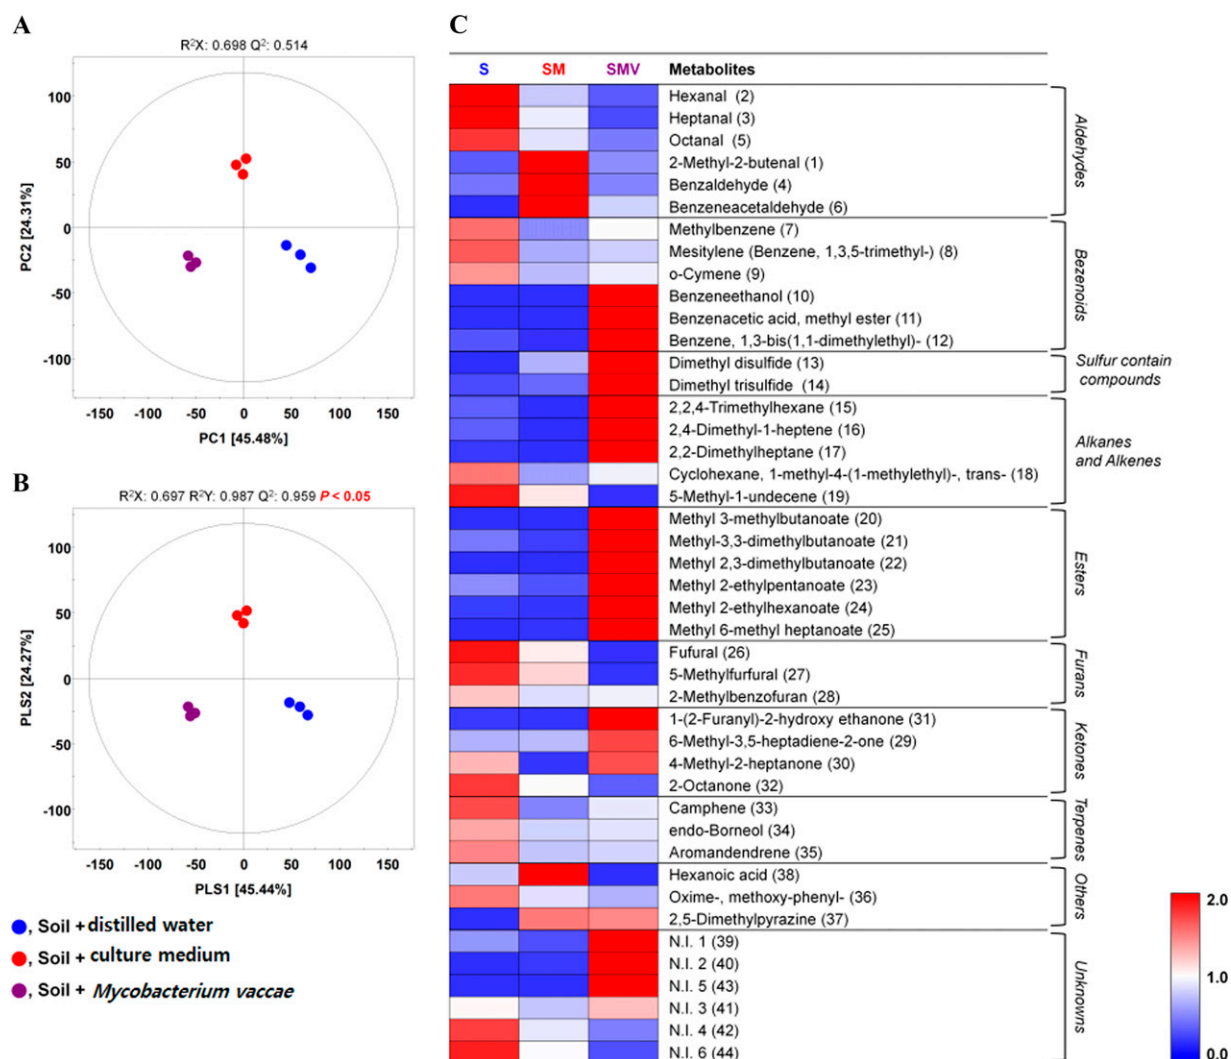 A
R²X: 0.698 Q²: 0.514
100
50
0
-50
-100
PC2 [24.31%]
-150 -100 -50 0 50 100 150
PC1 [45.48%]
B
R²X: 0.697 R²Y: 0.987 Q²: 0.959 P < 0.05
100
50
0
-50
-100
PLS2 [24.27%]
-150 -100 -50 0 50 100 150
PLS1 [45.44%]
, Soil + distilled water
, Soil + culture medium
, Soil + Mycobacterium vaccae
C
S SM SMV Metabolites
Hexanal (2)
Heptanal (3)
Octanal (5)
2-Methyl-2-butenal (1)
Benzaldehyde (4)
Benzeneacetaldehyde (6)
Aldehydes
Methylbenzene (7)
Mesitylene (Benzene, 1,3,5-trimethyl-) (8)
o-Cymene (9)
Benzeneethanol (10)
Benzenacetic acid, methyl ester (11)
Benzene, 1,3-bis(1,1-dimethylethyl)- (12)
Bezenoids
Dimethyl disulfide (13)
Dimethyl trisulfide (14)
Sulfur contain
compounds
2,2,4-Trimethylhexane (15)
2,4-Dimethyl-1-heptene (16)
2,2-Dimethylheptane (17)
Cyclohexane, 1-methyl-4-(1-methylethyl)-, trans- (18)
5-Methyl-1-undecene (19)
Alkanes
and Alkenes
Methyl 3-methylbutanoate (20)
Methyl-3,3-dimethylbutanoate (21)
Methyl 2,3-dimethylbutanoate (22)
Methyl 2-ethylpentanoate (23)
Methyl 2-ethylhexanoate (24)
Methyl 6-methyl heptanoate (25)
Esters
Fufural (26)
5-Methylfurfural (27)
2-Methylbenzofuran (28)
Furans
1-(2-Furanyl)-2-hydroxy ethanone (31)
6-Methyl-3,5-heptadiene-2-one (29)
4-Methyl-2-heptanone (30)
2-Octanone (32)
Ketones
Camphene (33)
endo-Borneol (34)
Aromandendrene (35)
Terpenes
Hexanoic acid (38)
Oxime-, methoxy-phenyl- (36)
2,5-Dimethylpyrazine (37)
Others
N.I. 1 (39)
N.I. 2 (40)
N.I. 5 (43)
N.I. 3 (41)
N.I. 4 (42)
N.I. 6 (44)
Unknowns
2.0
1.0
0.0